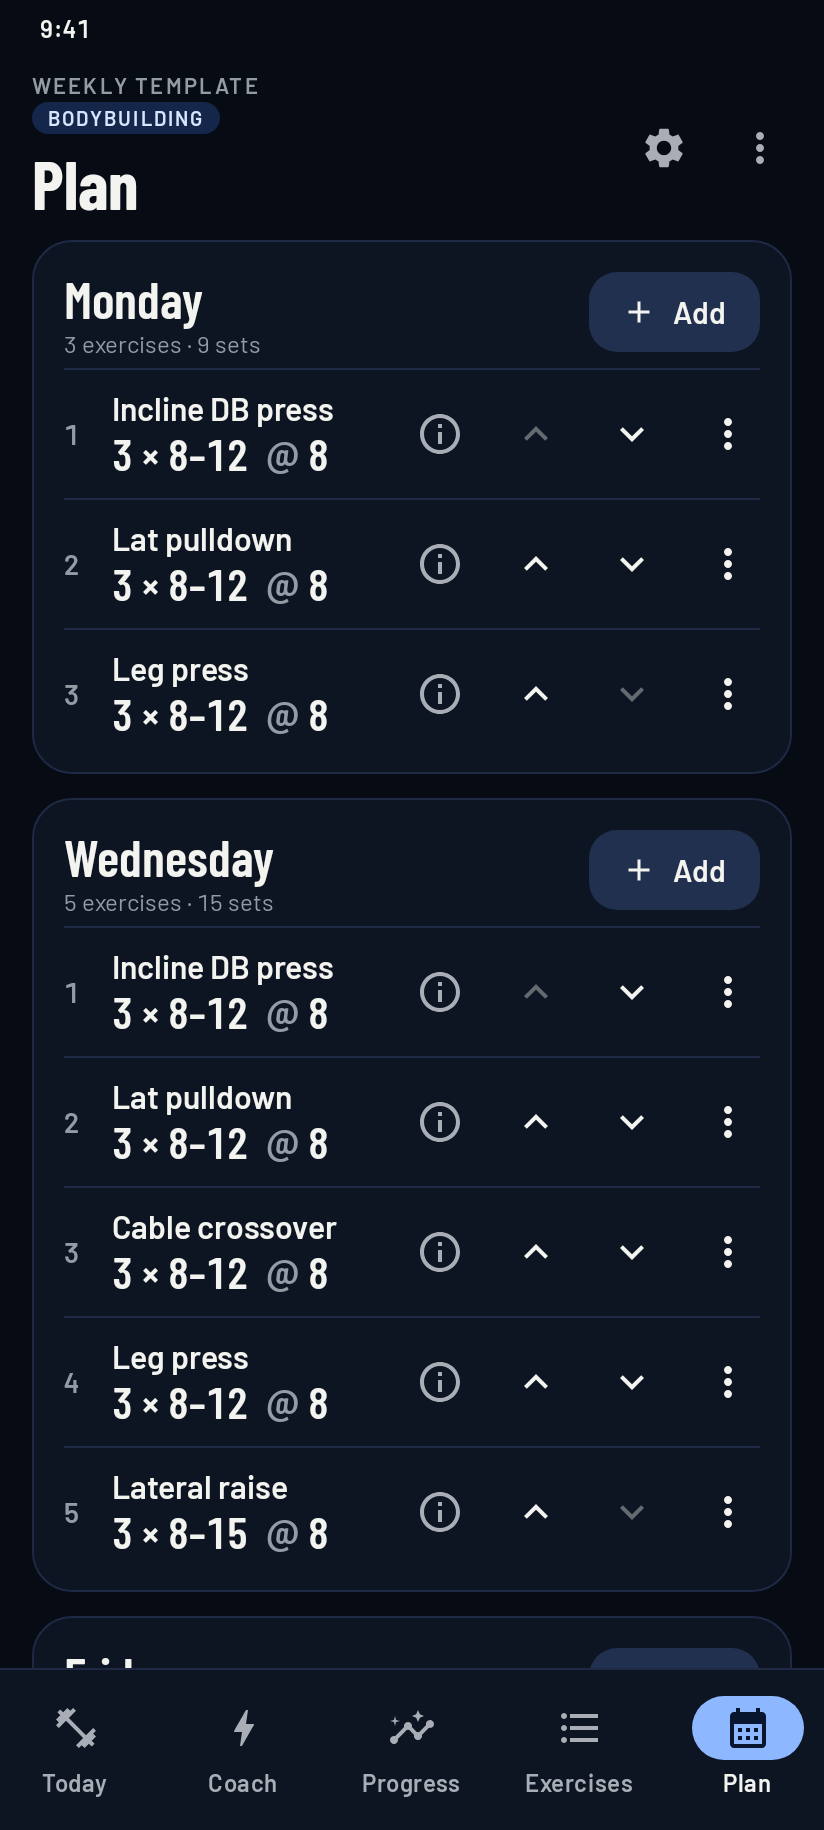 9:41
WEEKLY TEMPLATE
BODYBUILDING
Plan
Monday
Add
3 exercises · 9 sets
1
Incline DB press
3 × 8–12 @ 8
2
Lat pulldown
3 × 8–12 @ 8
3
Leg press
3 × 8–12 @ 8
Wednesday
Add
5 exercises · 15 sets
1
Incline DB press
3 × 8–12 @ 8
2
Lat pulldown
3 × 8–12 @ 8
3
Cable crossover
3 × 8–12 @ 8
4
Leg press
3 × 8–12 @ 8
5
Lateral raise
3 × 8–15 @ 8
Today
Coach
Progress
Exercises
Plan